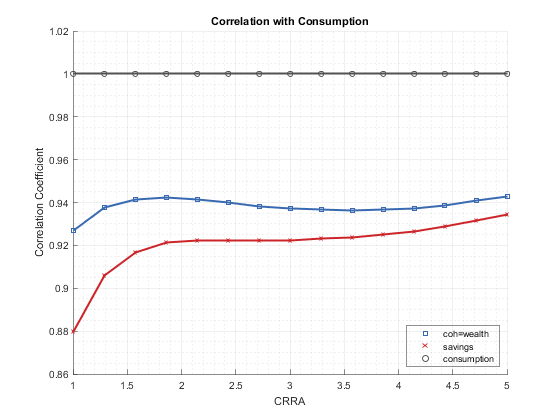 Correlation with Consumption
1.02
1
0.98
0.96
0.94
0.92
0.9
0.88
0.86
Correlation Coefficient
1 1.5 2 2.5 3 3.5 4 4.5 5
CRRA
coh=wealth
savings
consumption